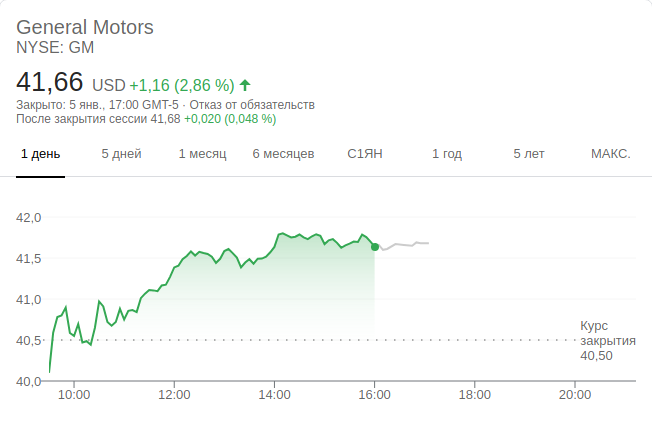 General Motors
NYSE: GM
41,66 USD +1,16 (2,86 %)
Закрыто: 5 янв., 17:00 GMT-5 · Отказ от обязательств
После закрытия сессии 41,68 +0,020 (0,048 %)
1 день 5 дней 1 месяц 6 месяцев С1ЯН 1 год 5 лет МАКС.
42,0
41,5
41,0
40,5
40,0
Курс
закрытия
40,50
10:00 12:00 14:00 16:00 18:00 20:00